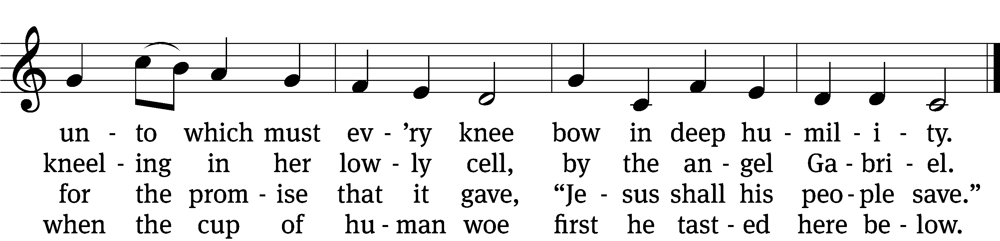 un - to which must ev - ’ry knee bow in deep hu - mil - i - ty.
kneel - ing in her low - ly cell, by the an - gel Ga - bri - el.
for the prom - ise that it gave, “Je - sus shall his peo - ple save.”
when the cup of hu - man woe first he tast - ed here be - low.